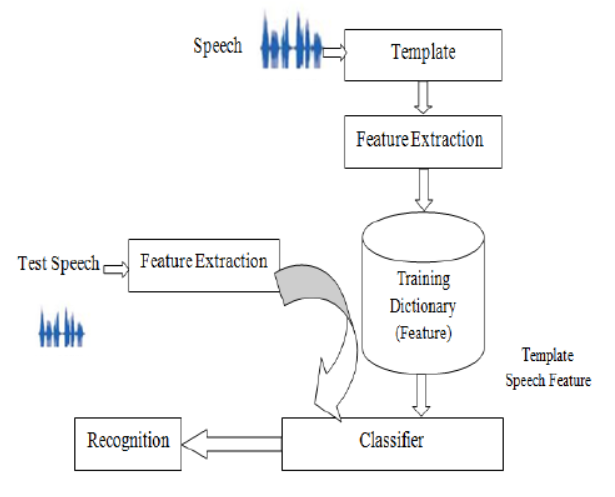 Speech
Template
Feature Extraction
Test Speech
Feature Extraction
Training
Dictionary
(Feature)
Template
Speech Feature
Recognition
Classifier